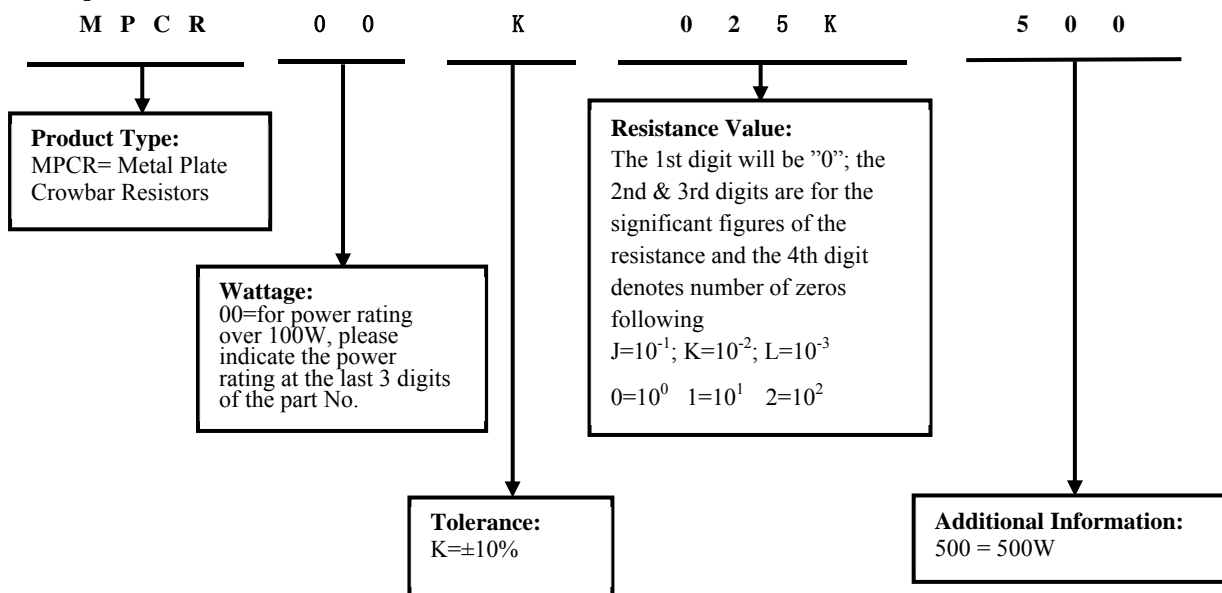 M P C R 0 0 K 0 2 5 K 5 0 0
Product Type:
MPCR= Metal Plate
Crowbar Resistors
Resistance Value:
The 1st digit will be ”0”; the
2nd & 3rd digits are for the
significant figures of the
resistance and the 4th digit
denotes number of zeros
following
J=10⁻¹; K=10⁻²; L=10⁻³
0=10⁰ 1=10¹ 2=10²
Wattage:
00=for power rating
over 100W, please
indicate the power
rating at the last 3 digits
of the part No.
Tolerance:
K=±10%
Additional Information:
500 = 500W